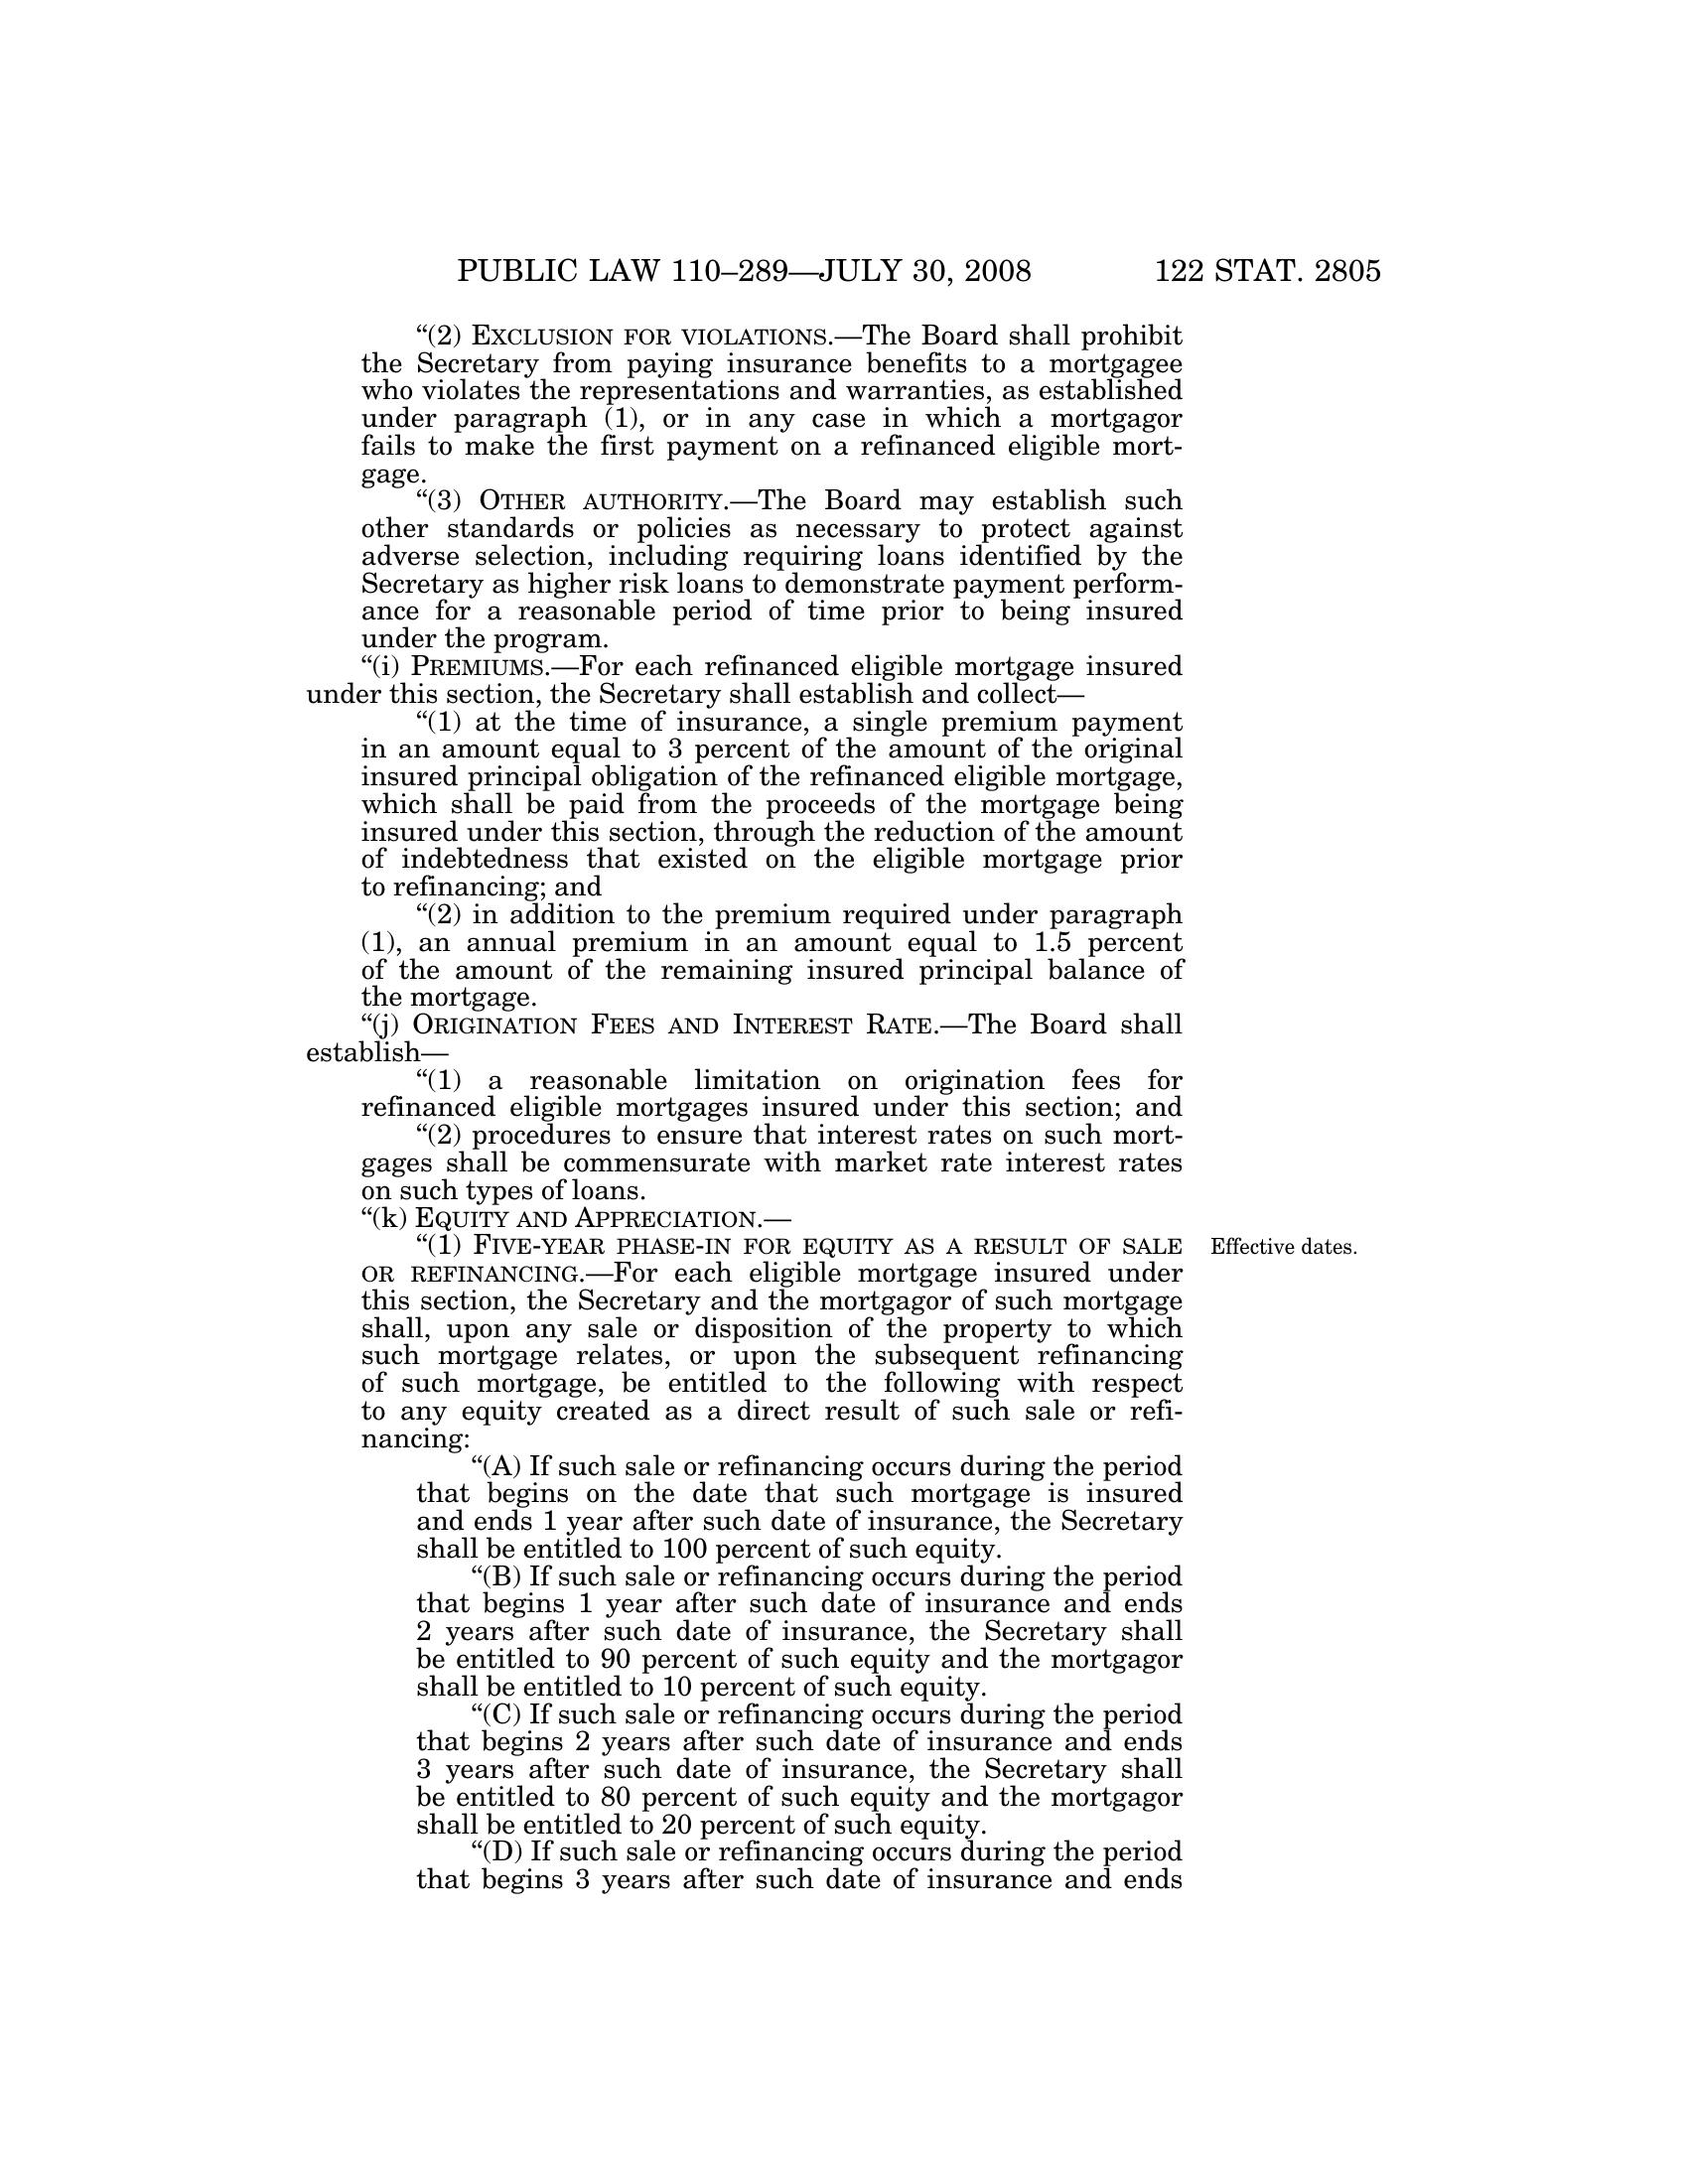 PUBLIC LAW 110–289—JULY 30, 2008 122 STAT. 2805
“(2) EXCLUSION FOR VIOLATIONS.—The Board shall prohibit
the Secretary from paying insurance benefits to a mortgagee
who violates the representations and warranties, as established
under paragraph (1), or in any case in which a mortgagor
fails to make the first payment on a refinanced eligible mort-
gage.
“(3) OTHER AUTHORITY.—The Board may establish such
other standards or policies as necessary to protect against
adverse selection, including requiring loans identified by the
Secretary as higher risk loans to demonstrate payment perform-
ance for a reasonable period of time prior to being insured
under the program.
“(i) PREMIUMS.—For each refinanced eligible mortgage insured
under this section, the Secretary shall establish and collect—
“(1) at the time of insurance, a single premium payment
in an amount equal to 3 percent of the amount of the original
insured principal obligation of the refinanced eligible mortgage,
which shall be paid from the proceeds of the mortgage being
insured under this section, through the reduction of the amount
of indebtedness that existed on the eligible mortgage prior
to refinancing; and
“(2) in addition to the premium required under paragraph
(1), an annual premium in an amount equal to 1.5 percent
of the amount of the remaining insured principal balance of
the mortgage.
“(j) ORIGINATION FEES AND INTEREST RATE.—The Board shall
establish—
“(1) a reasonable limitation on origination fees for
refinanced eligible mortgages insured under this section; and
“(2) procedures to ensure that interest rates on such mort-
gages shall be commensurate with market rate interest rates
on such types of loans.
“(k) EQUITY AND APPRECIATION.—
“(1) FIVE-YEAR PHASE-IN FOR EQUITY AS A RESULT OF SALE Effective dates.
OR REFINANCING.—For each eligible mortgage insured under
this section, the Secretary and the mortgagor of such mortgage
shall, upon any sale or disposition of the property to which
such mortgage relates, or upon the subsequent refinancing
of such mortgage, be entitled to the following with respect
to any equity created as a direct result of such sale or refi-
nancing:
“(A) If such sale or refinancing occurs during the period
that begins on the date that such mortgage is insured
and ends 1 year after such date of insurance, the Secretary
shall be entitled to 100 percent of such equity.
“(B) If such sale or refinancing occurs during the period
that begins 1 year after such date of insurance and ends
2 years after such date of insurance, the Secretary shall
be entitled to 90 percent of such equity and the mortgagor
shall be entitled to 10 percent of such equity.
“(C) If such sale or refinancing occurs during the period
that begins 2 years after such date of insurance and ends
3 years after such date of insurance, the Secretary shall
be entitled to 80 percent of such equity and the mortgagor
shall be entitled to 20 percent of such equity.
“(D) If such sale or refinancing occurs during the period
that begins 3 years after such date of insurance and ends